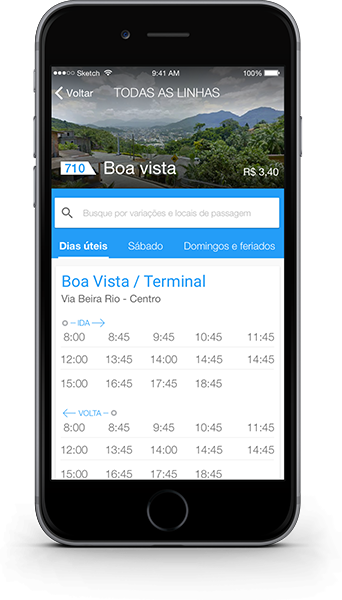 Sketch 9:41 AM 100%
Voltar TODAS AS LINHAS
710 Boa vista R$ 3,40
Busque por variações e locais de passagem
Dias úteis Sábado Domingos e feriados
Boa Vista / Terminal
Via Beira Rio - Centro
IDA
8:00 8:45 9:45 10:45 11:45
12:00 13:45 14:00 14:45 14:45
15:00 16:45 17:45 18:45
VOLTA
8:00 8:45 9:45 10:45 11:45
12:00 13:45 14:00 14:45 14:45
15:00 16:45 17:45 18:45